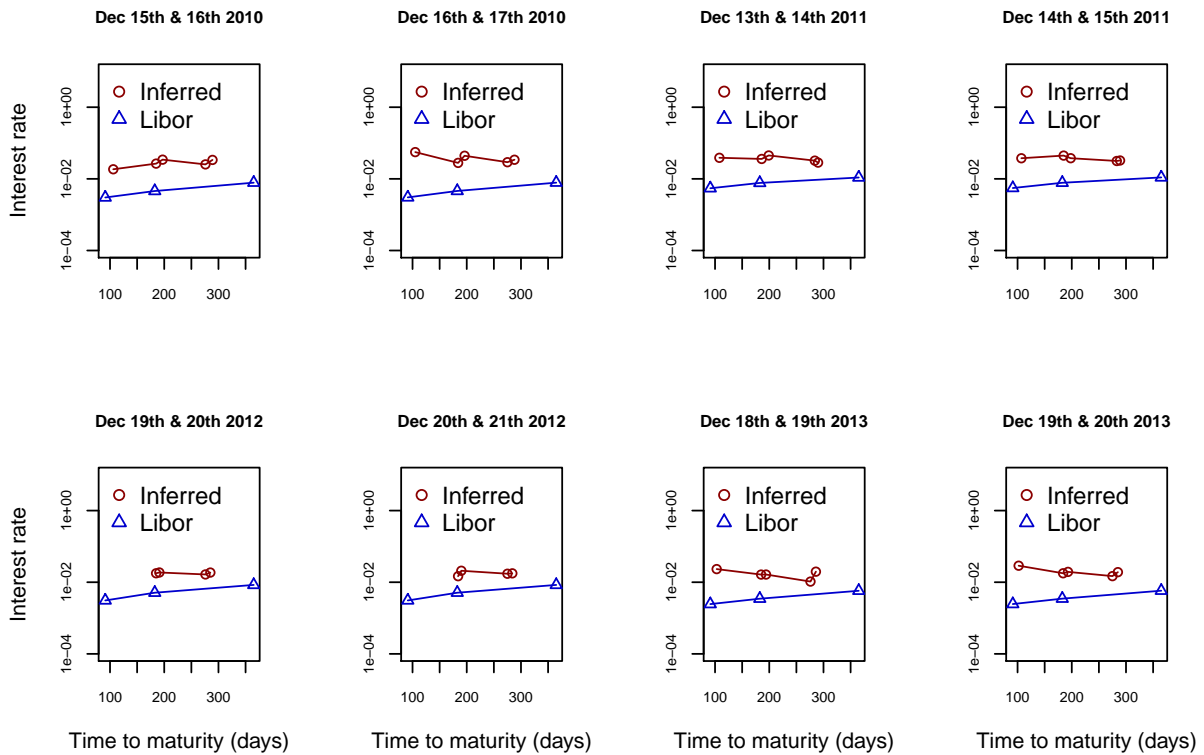 Dec 15th & 16th 2010
Dec 16th & 17th 2010
Dec 13th & 14th 2011
Dec 14th & 15th 2011
Interest rate
1e−04 1e−02 1e+00
Inferred
Libor
100 200 300
1e−04 1e−02 1e+00
Inferred
Libor
100 200 300
1e−04 1e−02 1e+00
Inferred
Libor
100 200 300
1e−04 1e−02 1e+00
Inferred
Libor
100 200 300
Dec 19th & 20th 2012
Dec 20th & 21th 2012
Dec 18th & 19th 2013
Dec 19th & 20th 2013
Interest rate
1e−04 1e−02 1e+00
Inferred
Libor
100 200 300
Time to maturity (days)
1e−04 1e−02 1e+00
Inferred
Libor
100 200 300
Time to maturity (days)
1e−04 1e−02 1e+00
Inferred
Libor
100 200 300
Time to maturity (days)
1e−04 1e−02 1e+00
Inferred
Libor
100 200 300
Time to maturity (days)